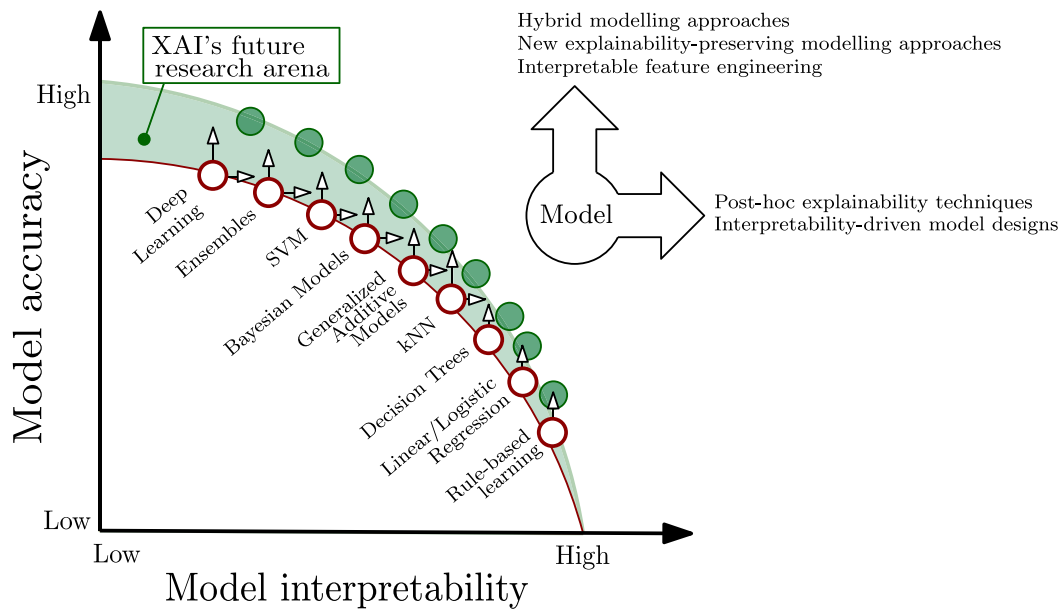 Hybrid modelling approaches
New explainability-preserving modelling approaches
Interpretable feature engineering
XAI's future
research arena
High
Model accuracy
Deep
Learning
Ensembles
SVM
Bayesian Models
Generalized
Additive
Models
kNN
Decision Trees
Linear/Logistic
Regression
Rule-based
learning
Model
Post-hoc explainability techniques
Interpretability-driven model designs
Low
Low
High
Model interpretability